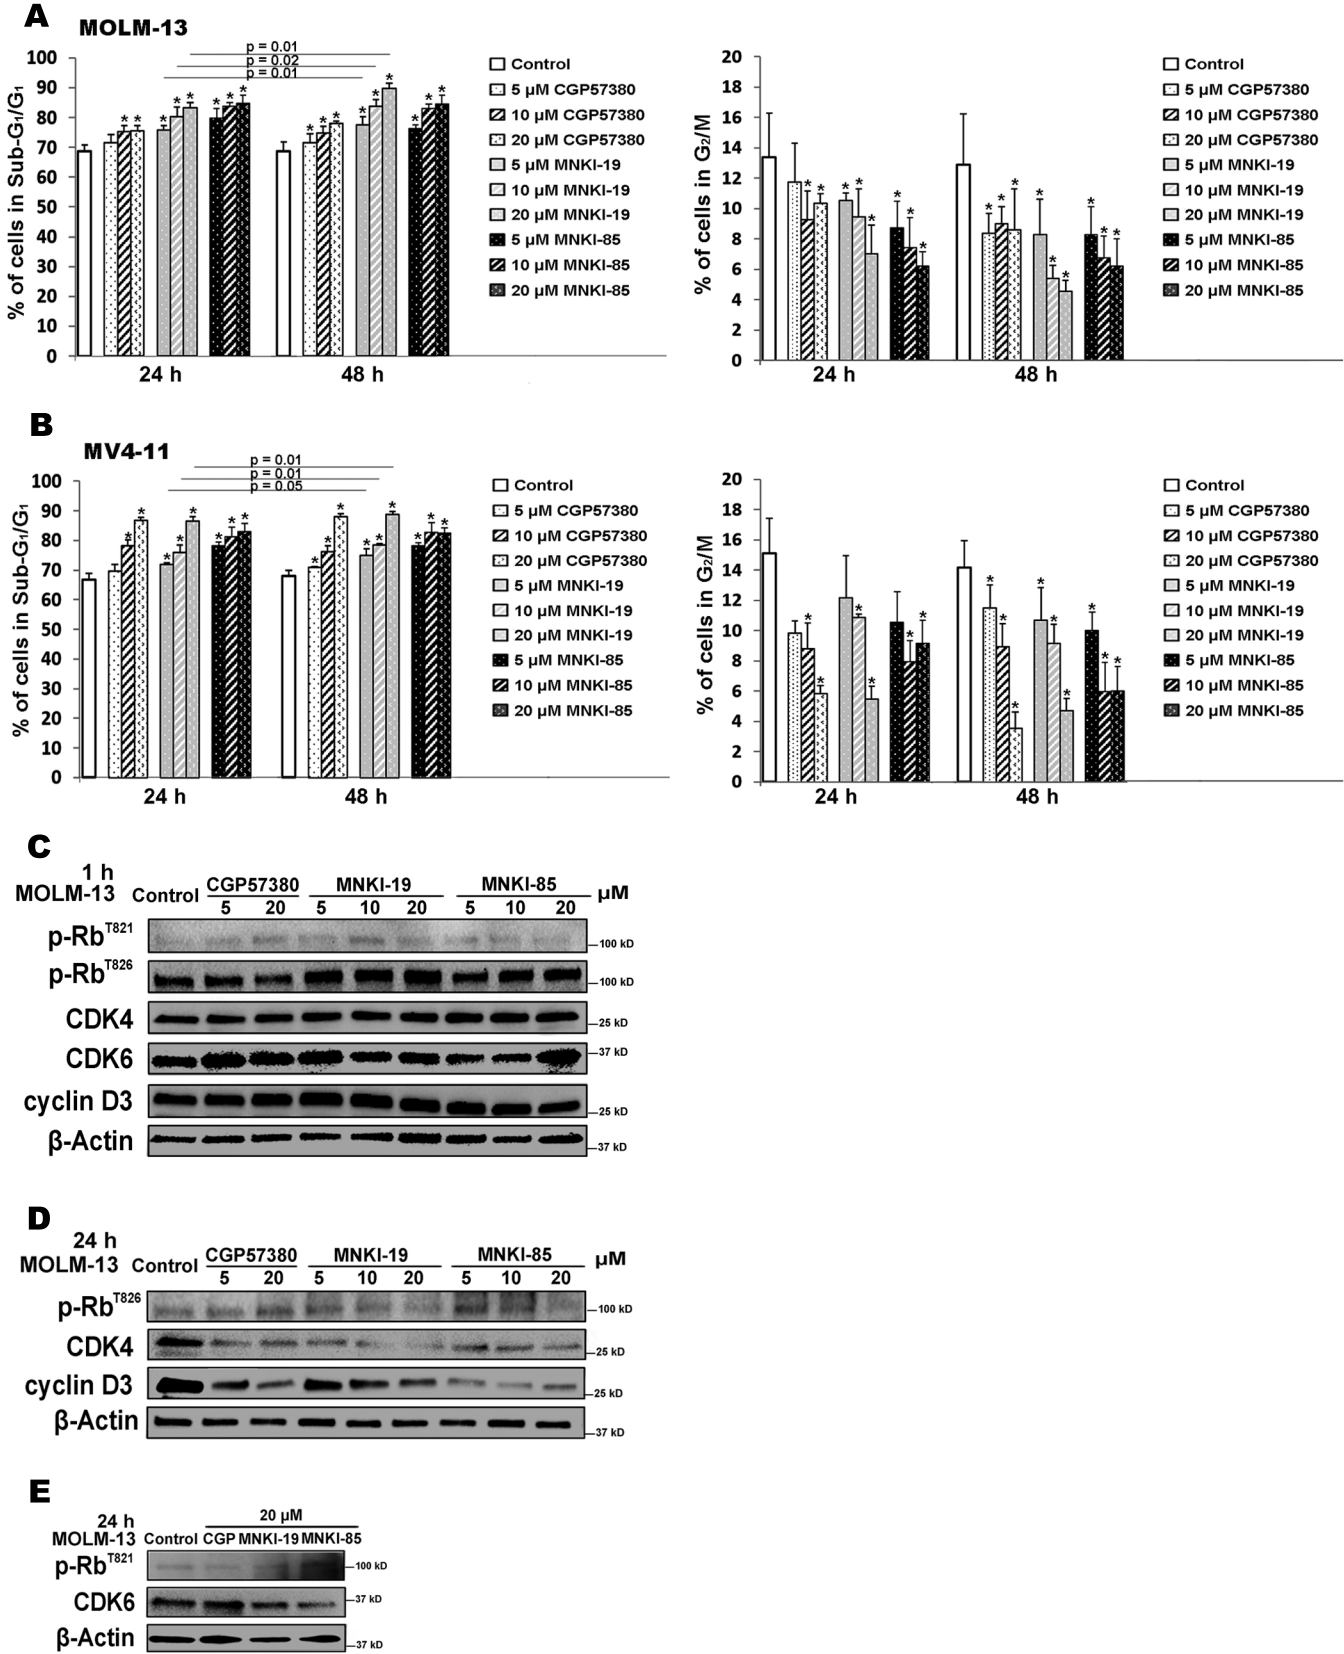 A
MOLM-13
p = 0.01
p = 0.02
p = 0.01
% of cells in Sub-G1/G1
100
90
80
70
60
50
40
30
20
10
0
* * * * * * * *
* * * * * * * * *
24 h
48 h
Control
5 µM CGP57380
10 µM CGP57380
20 µM CGP57380
5 µM MNKI-19
10 µM MNKI-19
20 µM MNKI-19
5 µM MNKI-85
10 µM MNKI-85
20 µM MNKI-85
% of cells in G2/M
20
18
16
14
12
10
8
6
4
2
0
* * * * * * * *
* * * * * * * * *
24 h
48 h
Control
5 µM CGP57380
10 µM CGP57380
20 µM CGP57380
5 µM MNKI-19
10 µM MNKI-19
20 µM MNKI-19
5 µM MNKI-85
10 µM MNKI-85
20 µM MNKI-85
B
MV4-11
p = 0.01
p = 0.01
p = 0.05
% of cells in Sub-G1/G1
100
90
80
70
60
50
40
30
20
10
0
* * * * * * * *
* * * * * * * * *
24 h
48 h
Control
5 µM CGP57380
10 µM CGP57380
20 µM CGP57380
5 µM MNKI-19
10 µM MNKI-19
20 µM MNKI-19
5 µM MNKI-85
10 µM MNKI-85
20 µM MNKI-85
% of cells in G2/M
20
18
16
14
12
10
8
6
4
2
0
* * * * * *
* * * * * * * * *
24 h
48 h
Control
5 µM CGP57380
10 µM CGP57380
20 µM CGP57380
5 µM MNKI-19
10 µM MNKI-19
20 µM MNKI-19
5 µM MNKI-85
10 µM MNKI-85
20 µM MNKI-85
C
1 h
MOLM-13 Control CGP57380 MNKI-19 MNKI-85 µM
5 20 5 10 20 5 10 20
p-Rb T821 100 kD
p-Rb T826 100 kD
CDK4 25 kD
CDK6 37 kD
cyclin D3 25 kD
β-Actin 37 kD
D
24 h
MOLM-13 Control CGP57380 MNKI-19 MNKI-85 µM
5 20 5 10 20 5 10 20
p-Rb T826 100 kD
CDK4 25 kD
cyclin D3 25 kD
β-Actin 37 kD
E
24 h 20 µM
MOLM-13 Control CGP MNKI-19 MNKI-85
p-Rb T821 100 kD
CDK6 37 kD
β-Actin 37 kD